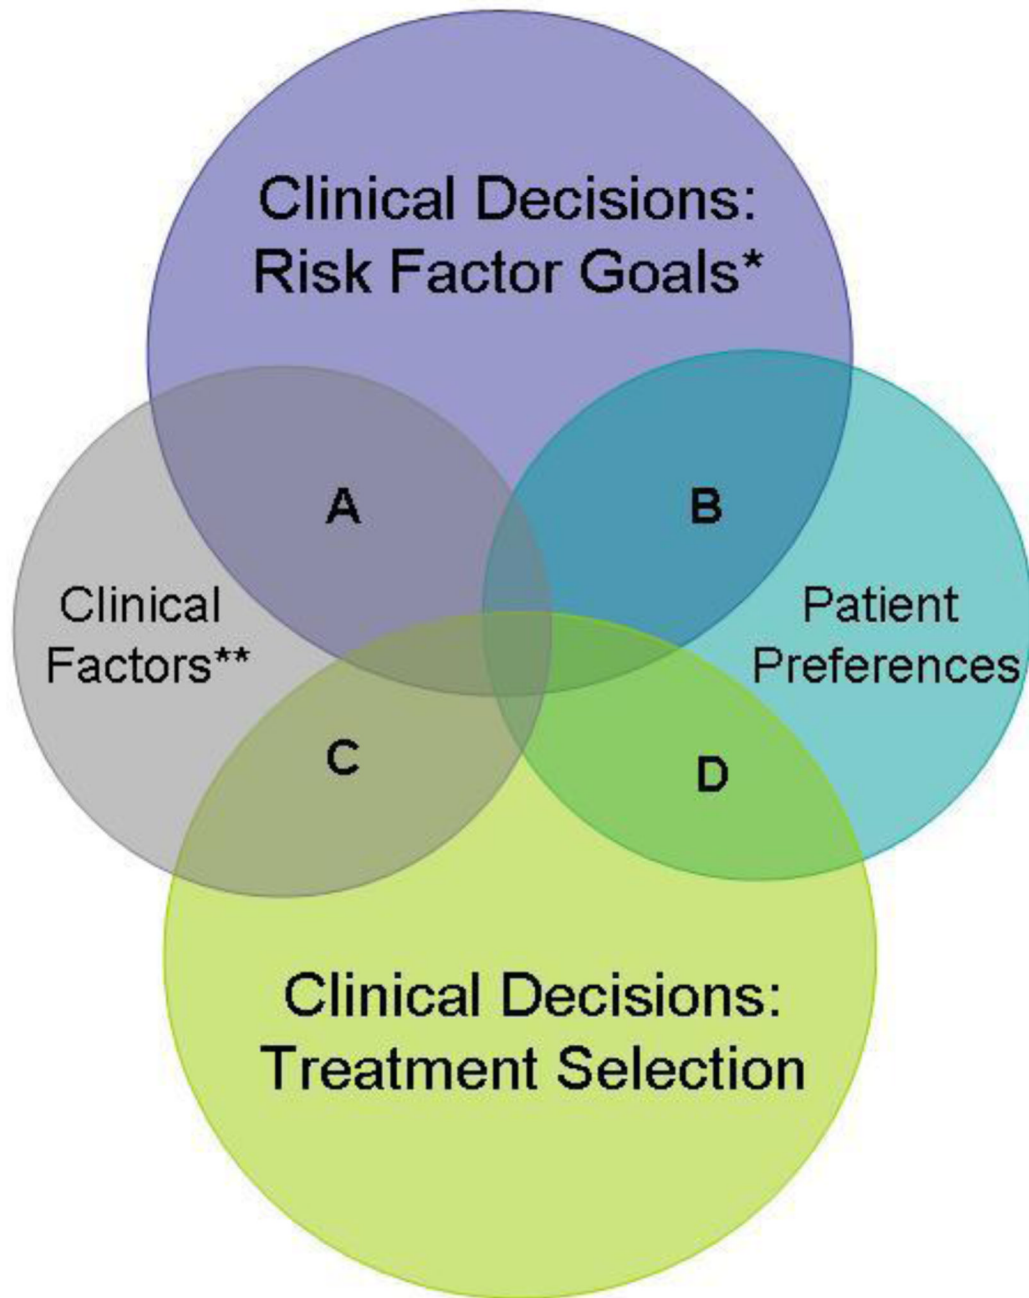 Clinical Decisions:
Risk Factor Goals*
A
B
Clinical
Factors**
Patient
Preferences
C
D
Clinical Decisions:
Treatment Selection